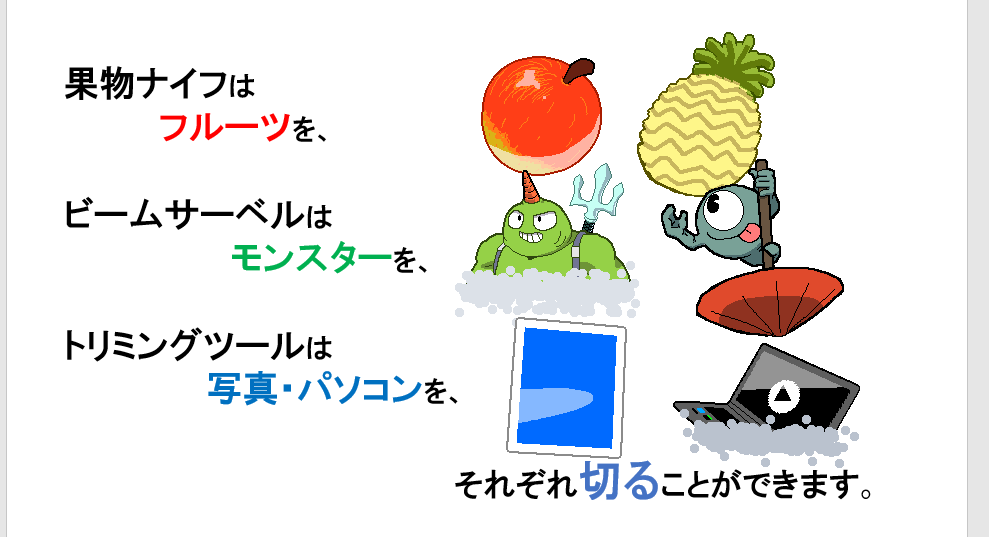 果物ナイフは
フルーツを、
ビームサーベルは
モンスターを、
トリミングツールは
写真・パソコンを、
それぞれ切ることができます。